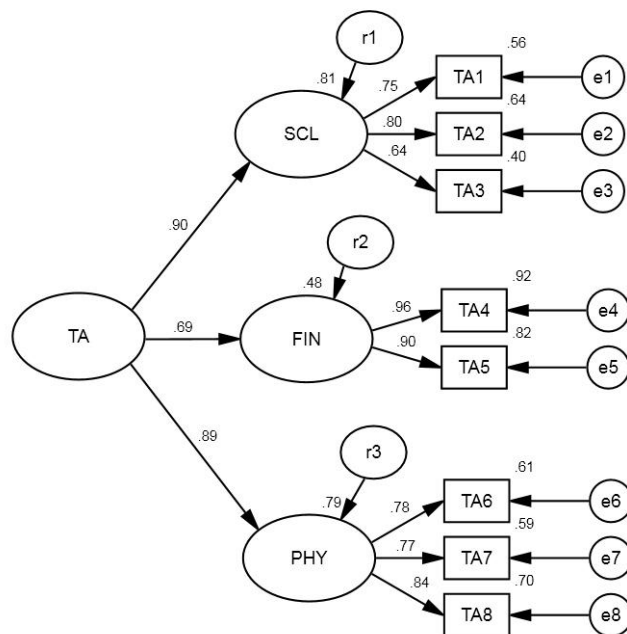 r1
.56
.81
.75
TA1
e1
.64
SCL
.80
TA2
e2
.64
.40
TA3
e3
.90
r2
.48
.92
.96
TA4
e4
TA
.69
FIN
.90
.82
TA5
e5
.89
r3
.61
.79
.78
TA6
e6
.59
PHY
.77
TA7
e7
.84
.70
TA8
e8